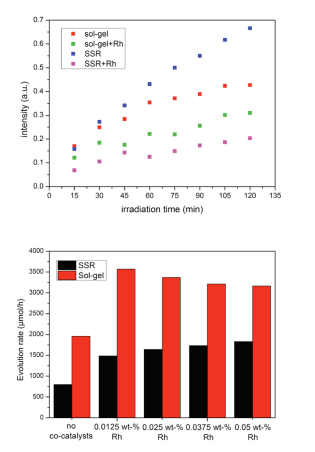 0.7
0.6
0.5
0.4
0.3
0.2
0.1
0.0
intensity (a.u.)
sol-gel
sol-gel+Rh
SSR
SSR+Rh
0 15 30 45 60 75 90 105 120 135
irradiation time (min)
4000
3500
3000
2500
2000
1500
1000
500
0
Evolution rate (μmol/h)
SSR
Sol-gel
no 0.0125 wt-% 0.025 wt-% 0.0375 wt-% 0.05 wt-%
co-catalysts Rh Rh Rh Rh